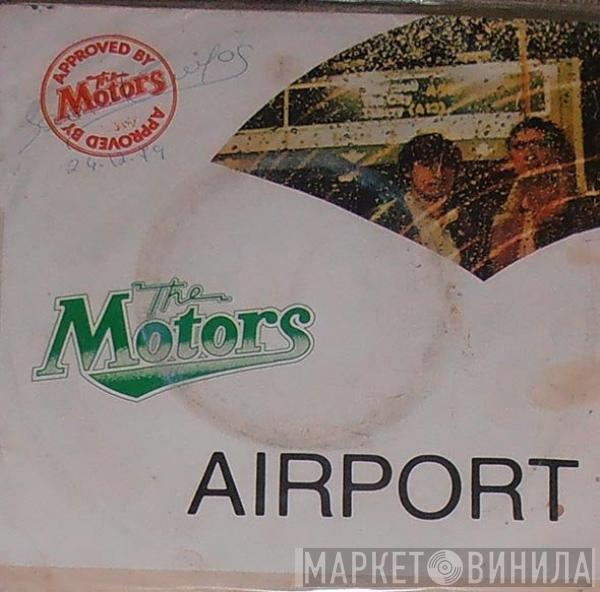 APPROVED BY
The
Motors
APPROVED BY
24.12.79
The
Motors
AIRPORT
МАРКЕТ ВИНИЛА